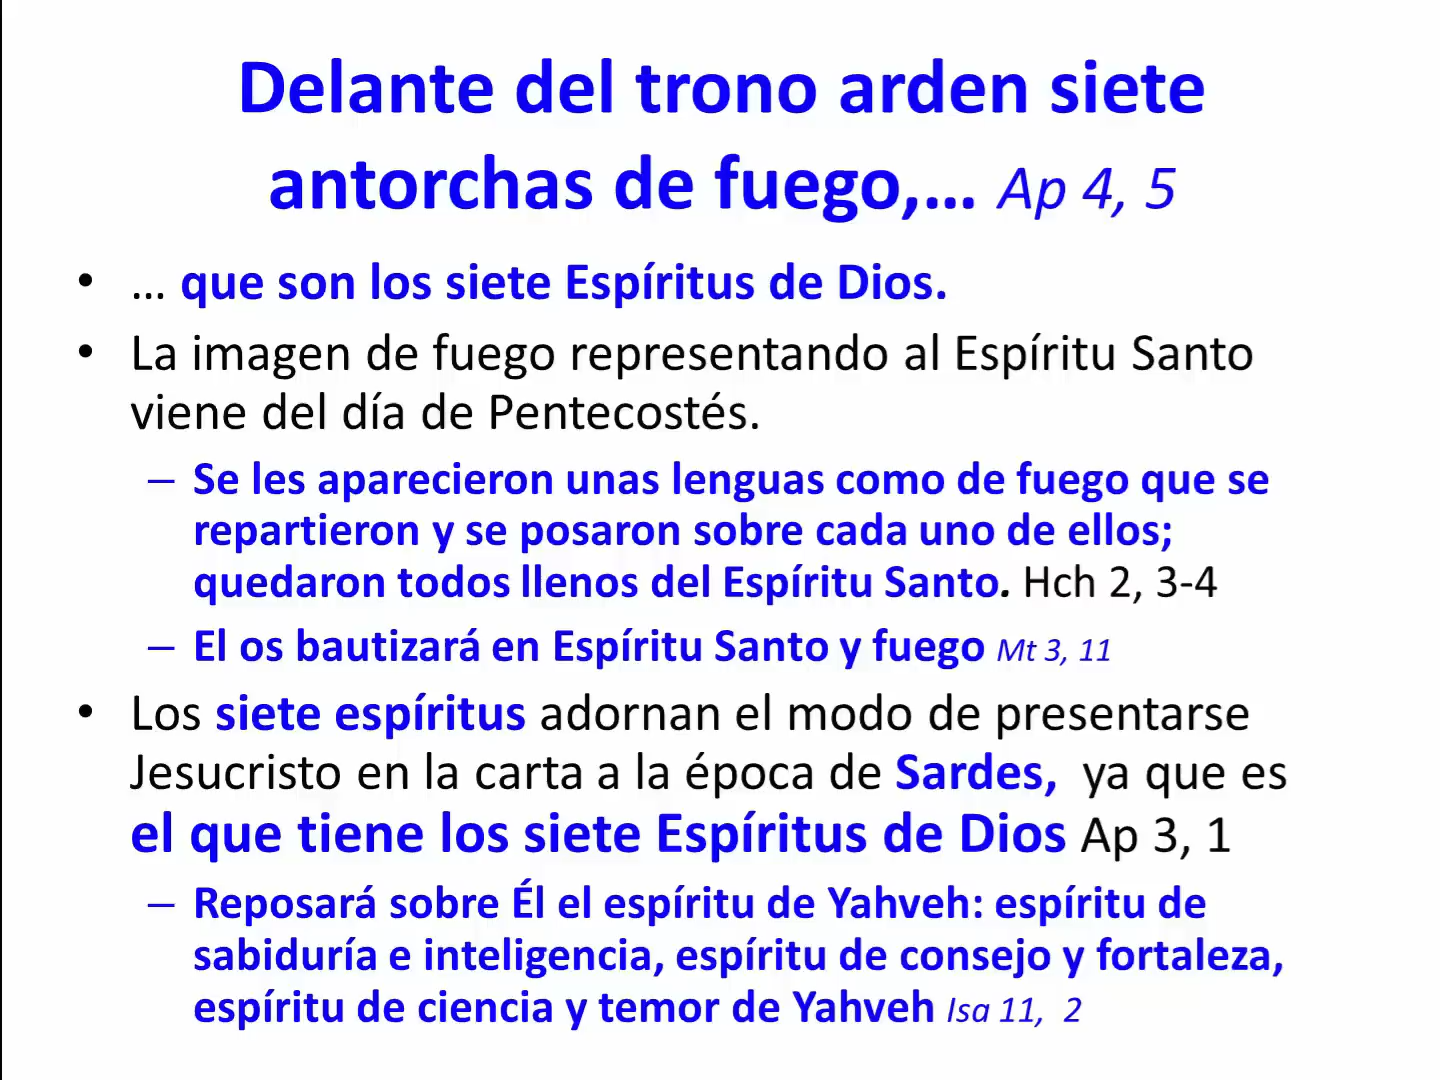 Delante del trono arden siete
antorchas de fuego,... Ap 4, 5
• ... que son los siete Espíritus de Dios.
• La imagen de fuego representando al Espíritu Santo
viene del día de Pentecostés.
– Se les aparecieron unas lenguas como de fuego que se
repartieron y se posaron sobre cada uno de ellos;
quedaron todos llenos del Espíritu Santo. Hch 2, 3-4
– El os bautizará en Espíritu Santo y fuego Mt 3, 11
• Los siete espíritus adornan el modo de presentarse
Jesucristo en la carta a la época de Sardes, ya que es
el que tiene los siete Espíritus de Dios Ap 3, 1
– Reposará sobre Él el espíritu de Yahveh: espíritu de
sabiduría e inteligencia, espíritu de consejo y fortaleza,
espíritu de ciencia y temor de Yahveh Isa 11, 2